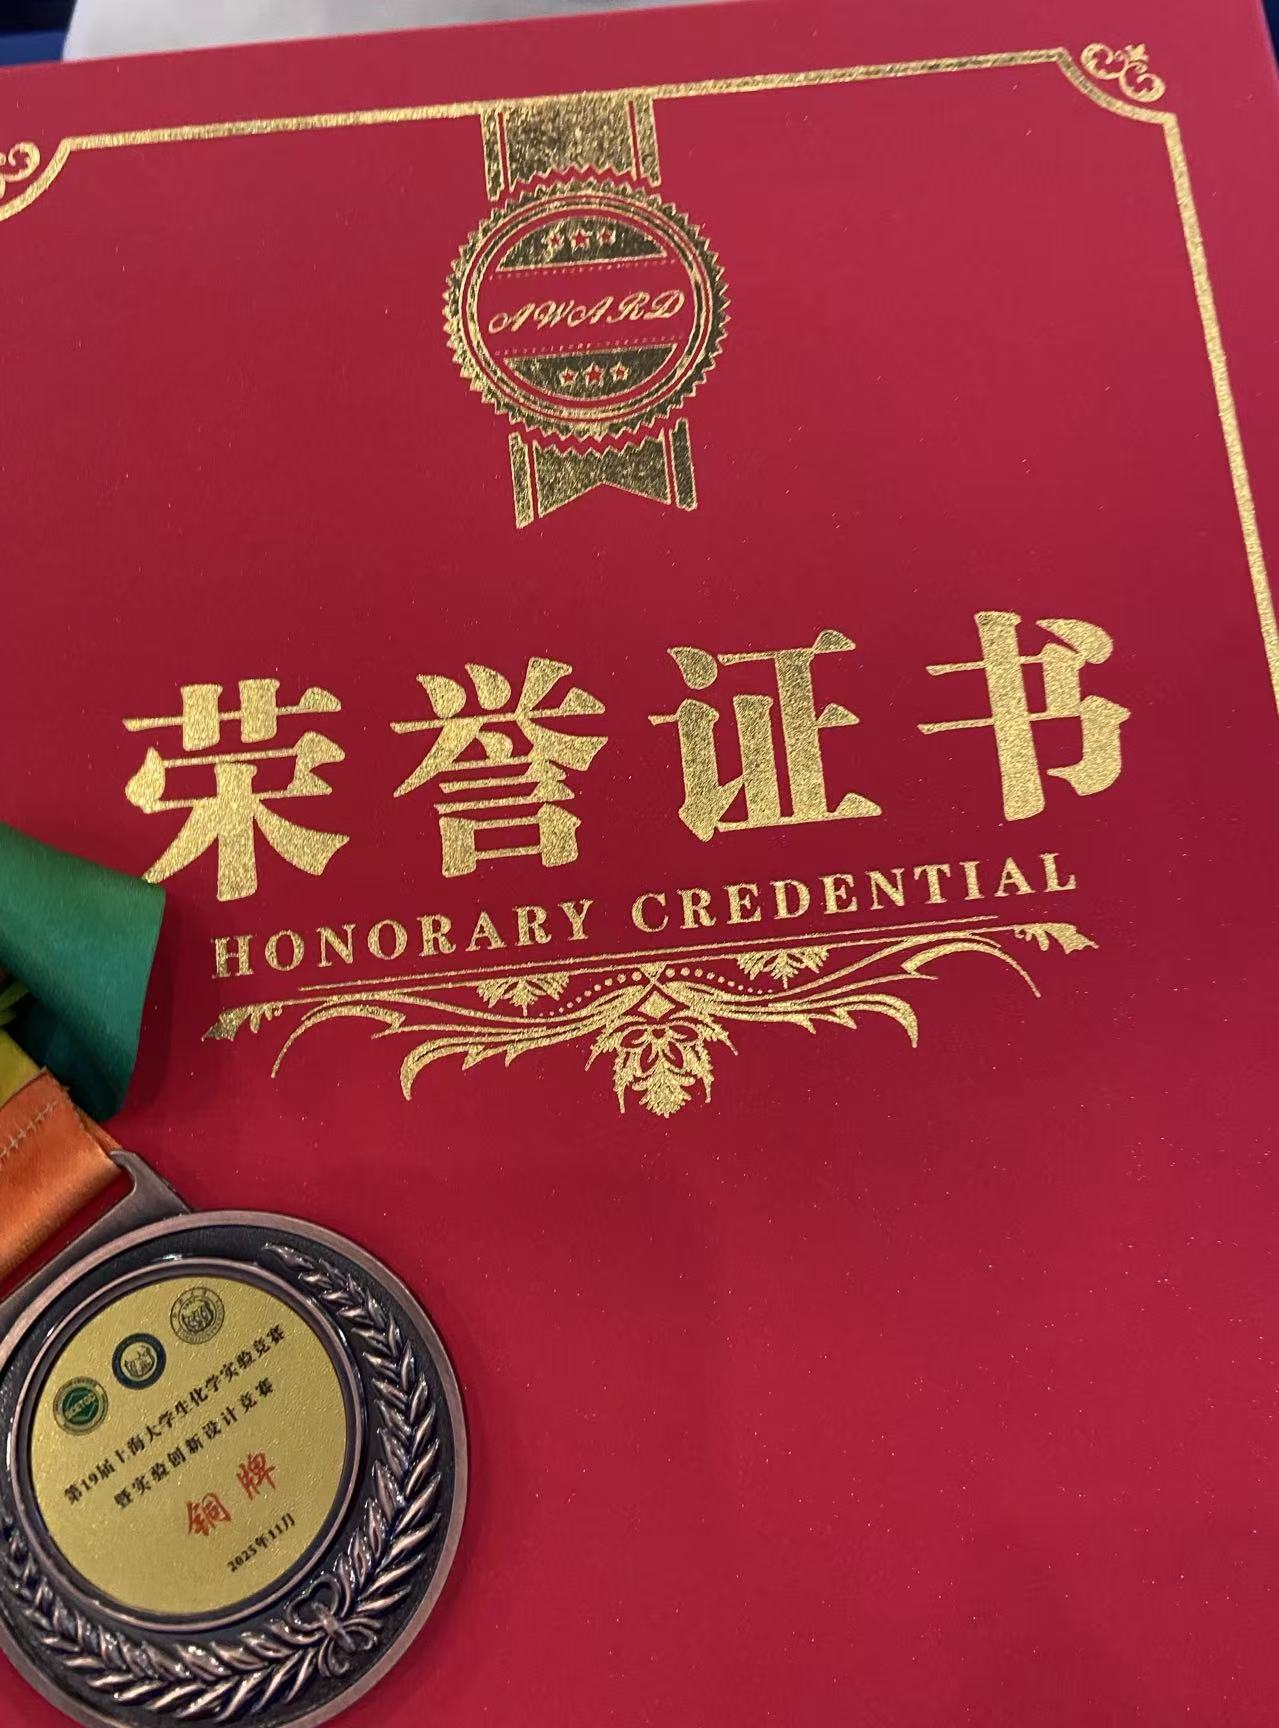 AWARD
荣誉证书
HONORARY CREDENTIAL
第19届上海大学生化学实验竞赛
暨实验创新设计竞赛
铜牌
2025年11月